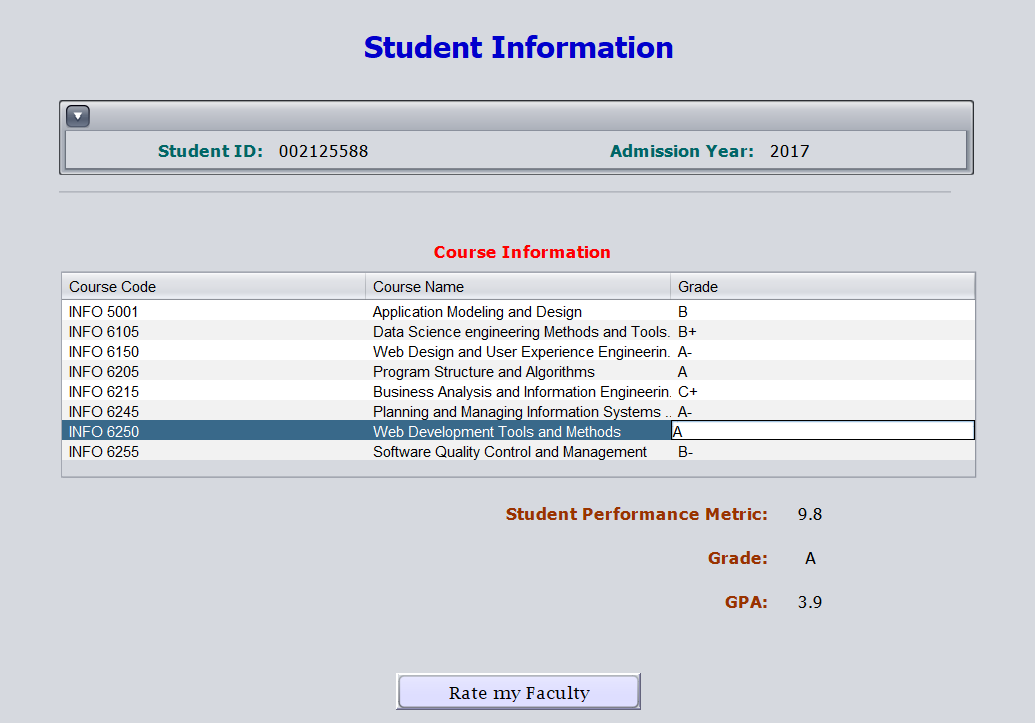 Student Information
Student ID: 002125588 Admission Year: 2017
Course Information
Course Code Course Name Grade
INFO 5001 Application Modeling and Design B
INFO 6105 Data Science engineering Methods and Tools. B+
INFO 6150 Web Design and User Experience Engineerin. A-
INFO 6205 Program Structure and Algorithms A
INFO 6215 Business Analysis and Information Engineerin. C+
INFO 6245 Planning and Managing Information Systems .. A-
INFO 6250 Web Development Tools and Methods A
INFO 6255 Software Quality Control and Management B-
Student Performance Metric: 9.8
Grade: A
GPA: 3.9
Rate my Faculty